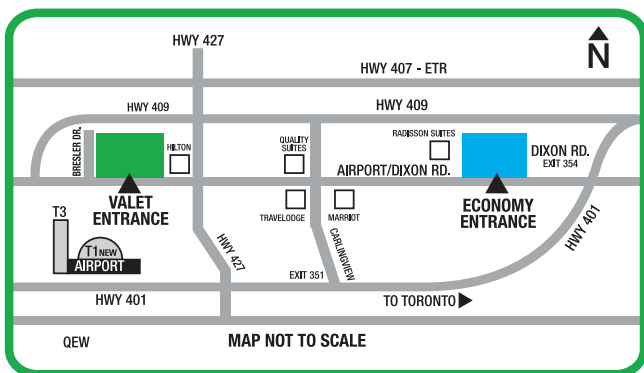 HWY 427
N
HWY 407 - ETR
HWY 409
HWY 409
BRESLER DR.
HILTON
QUALITY
SUITES
RADISSON SUITES
DIXON RD.
EXIT 354
AIRPORT/DIXON RD.
VALET
ENTRANCE
TRAVELODGE
MARRIOT
ECONOMY
ENTRANCE
T3
T1 NEW
AIRPORT
HWY 427
CARLINGVIEW
HWY 401
EXIT 351
HWY 401
TO TORONTO
QEW
MAP NOT TO SCALE